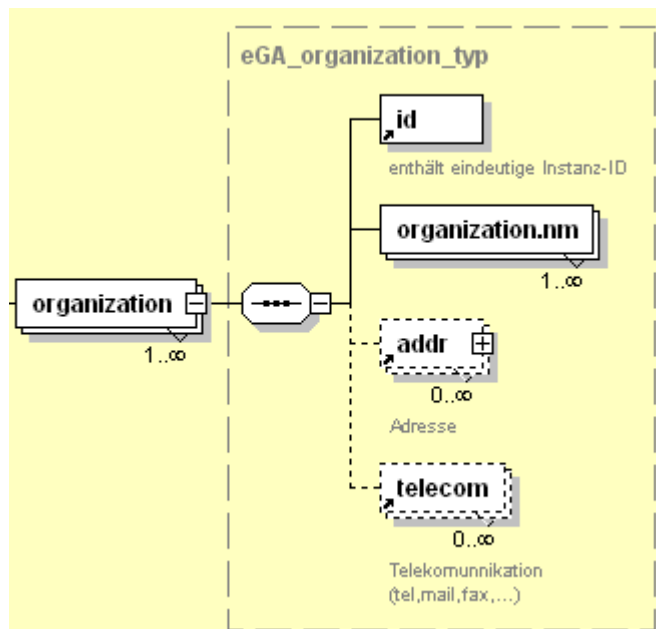 eGA_organization_typ
id
enthält eindeutige Instanz-ID
organization.nm
1..∞
organization
1..∞
addr
0..∞
Adresse
telecom
0..∞
Telekomunnikation
(tel,mail,fax,...)